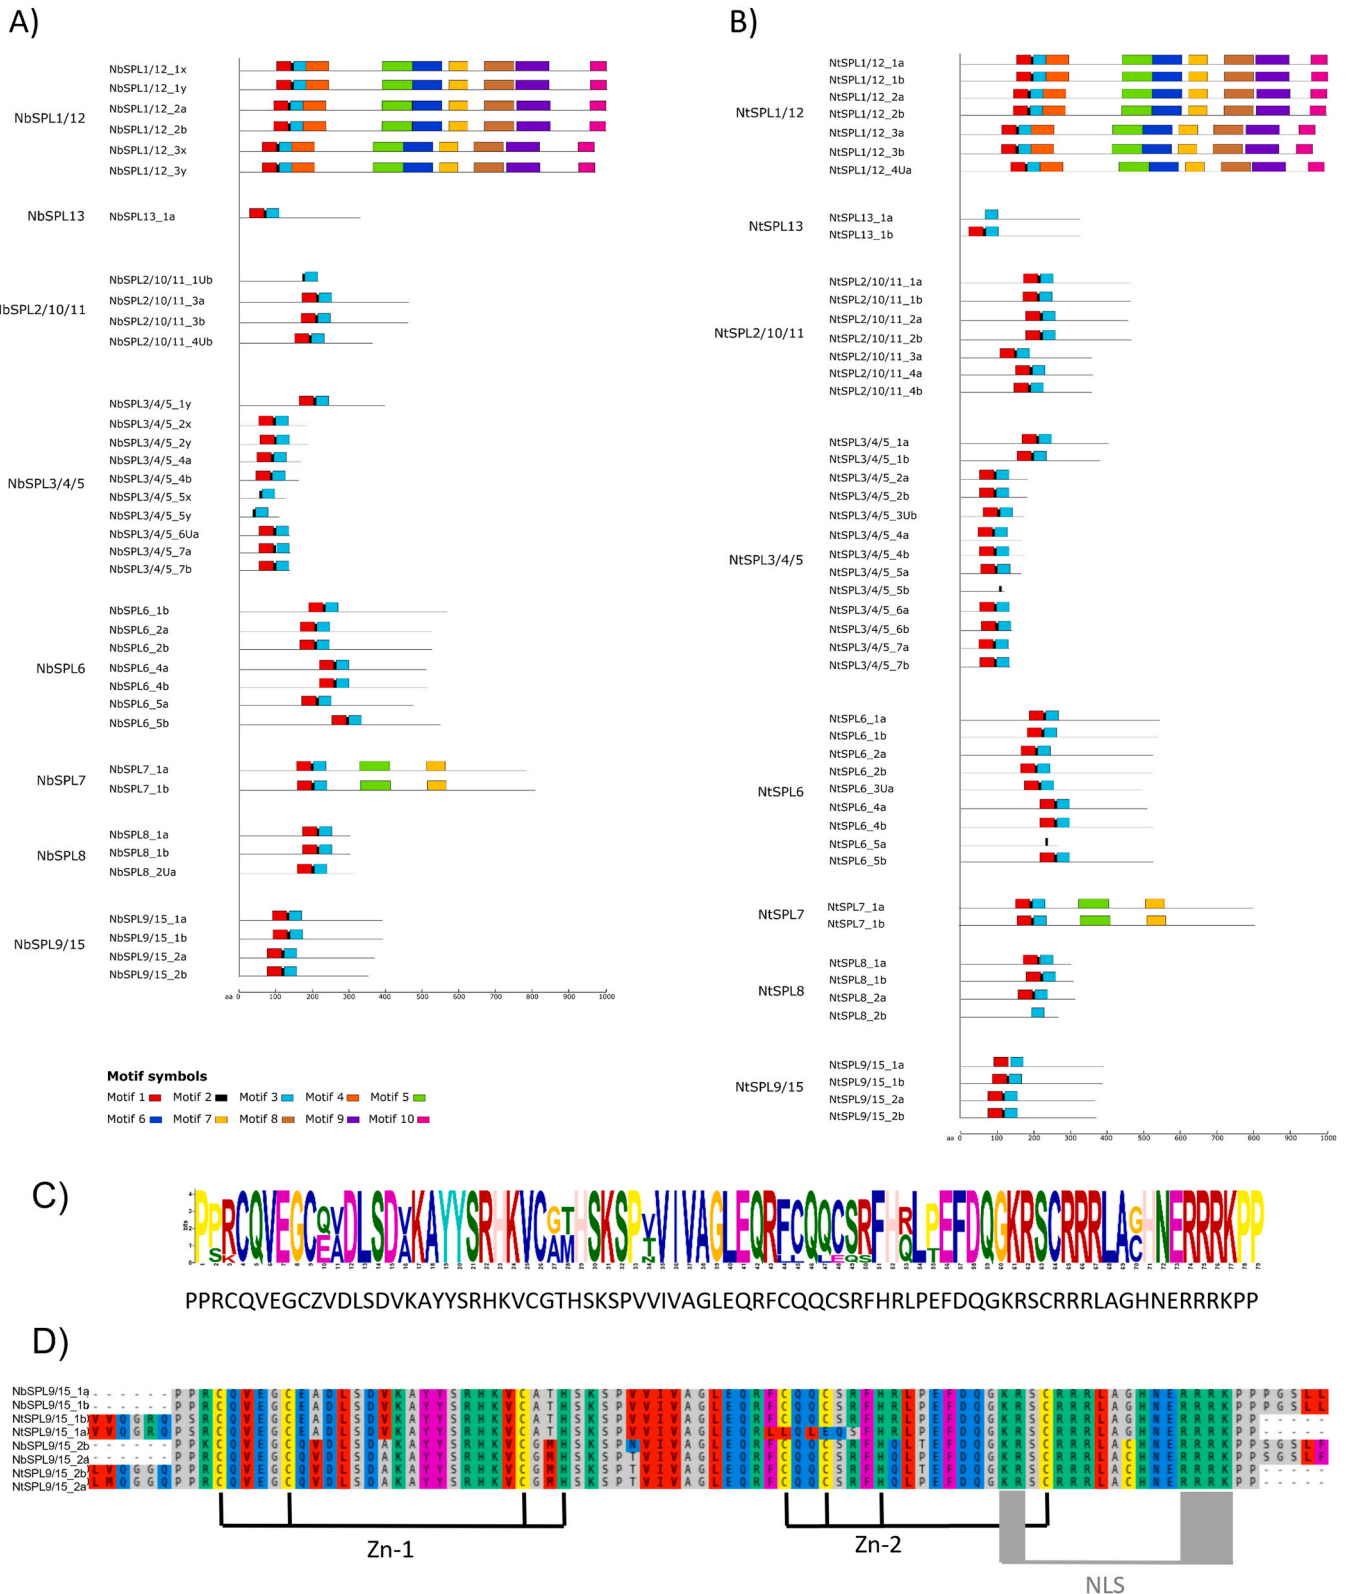 A)
NbSPL1/12
NbSPL1/12_1x
NbSPL1/12_1y
NbSPL1/12_2a
NbSPL1/12_2b
NbSPL1/12_3x
NbSPL1/12_3y
NbSPL13
NbSPL13_1a
NbSPL2/10/11
NbSPL2/10/11_1Ub
NbSPL2/10/11_3a
NbSPL2/10/11_3b
NbSPL2/10/11_4Ub
NbSPL3/4/5
NbSPL3/4/5_1y
NbSPL3/4/5_2x
NbSPL3/4/5_2y
NbSPL3/4/5_4a
NbSPL3/4/5_4b
NbSPL3/4/5_5x
NbSPL3/4/5_5y
NbSPL3/4/5_6Ua
NbSPL3/4/5_7a
NbSPL3/4/5_7b
NbSPL6
NbSPL6_1b
NbSPL6_2a
NbSPL6_2b
NbSPL6_4a
NbSPL6_4b
NbSPL6_5a
NbSPL6_5b
NbSPL7
NbSPL7_1a
NbSPL7_1b
NbSPL8
NbSPL8_1a
NbSPL8_1b
NbSPL8_2Ua
NbSPL9/15
NbSPL9/15_1a
NbSPL9/15_1b
NbSPL9/15_2a
NbSPL9/15_2b
aa 0 100 200 300 400 500 600 700 800 900 1000
Motif symbols
Motif 1 Motif 2 Motif 3 Motif 4 Motif 5
Motif 6 Motif 7 Motif 8 Motif 9 Motif 10
B)
NtSPL1/12
NtSPL1/12_1a
NtSPL1/12_1b
NtSPL1/12_2a
NtSPL1/12_2b
NtSPL1/12_3a
NtSPL1/12_3b
NtSPL1/12_4Ua
NtSPL13
NtSPL13_1a
NtSPL13_1b
NtSPL2/10/11
NtSPL2/10/11_1a
NtSPL2/10/11_1b
NtSPL2/10/11_2a
NtSPL2/10/11_2b
NtSPL2/10/11_3a
NtSPL2/10/11_4a
NtSPL2/10/11_4b
NtSPL3/4/5
NtSPL3/4/5_1a
NtSPL3/4/5_1b
NtSPL3/4/5_2a
NtSPL3/4/5_2b
NtSPL3/4/5_3Ub
NtSPL3/4/5_4a
NtSPL3/4/5_4b
NtSPL3/4/5_5a
NtSPL3/4/5_5b
NtSPL3/4/5_6a
NtSPL3/4/5_6b
NtSPL3/4/5_7a
NtSPL3/4/5_7b
NtSPL6
NtSPL6_1a
NtSPL6_1b
NtSPL6_2a
NtSPL6_2b
NtSPL6_3Ua
NtSPL6_4a
NtSPL6_4b
NtSPL6_5a
NtSPL6_5b
NtSPL7
NtSPL7_1a
NtSPL7_1b
NtSPL8
NtSPL8_1a
NtSPL8_1b
NtSPL8_2a
NtSPL8_2b
NtSPL9/15
NtSPL9/15_1a
NtSPL9/15_1b
NtSPL9/15_2a
NtSPL9/15_2b
aa 0 100 200 300 400 500 600 700 800 900 1000
C)
PPRCQVEGCZVDLSDVKAYYSRHKVCGTHSKSPVVIVAGLEQRFCQQCSRFHRLPEFDQGKRSCRRRLAGHNERRRKPP
D)
NbSPL9/15_1a - - - - - - P P R C Q V E G C E A D L S D V K A Y Y S R H K V C A T H S K S P V V I V A G L E Q R F C Q Q C S R F H R L P E F D Q G K R S C R R R L A G H N E R R R K P P P G S L L
NbSPL9/15_1b
NtSPL9/15_1b V V Q G R Q P S R C Q V E G C E A D L S D V K A Y Y S R H K V C A T H S K S P V V I V A G L E Q R F C Q Q C S R F H R L P E F D Q G K R S C R R R L A G H N E R R R K P P - - - - -
NtSPL9/15_1a
NbSPL9/15_2b
NbSPL9/15_2a
NtSPL9/15_2b
NtSPL9/15_2a
Zn-1
Zn-2
NLS